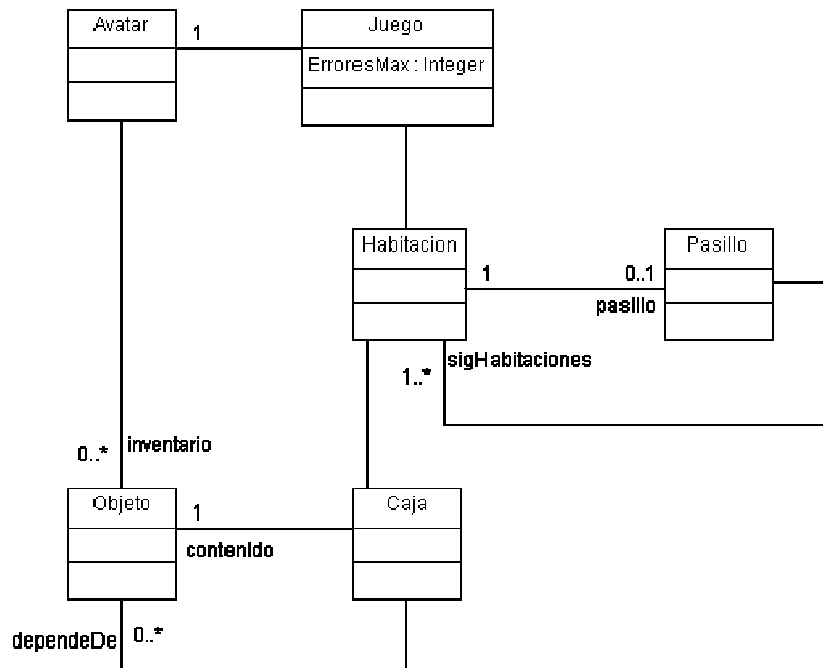 Avatar
1
Juego
ErroresMax : Integer
Habitacion
Pasillo
1
0..1
pasillo
sigHabitaciones
1..*
inventario
0..*
Objeto
1
Caja
contenido
dependeDe
0..*